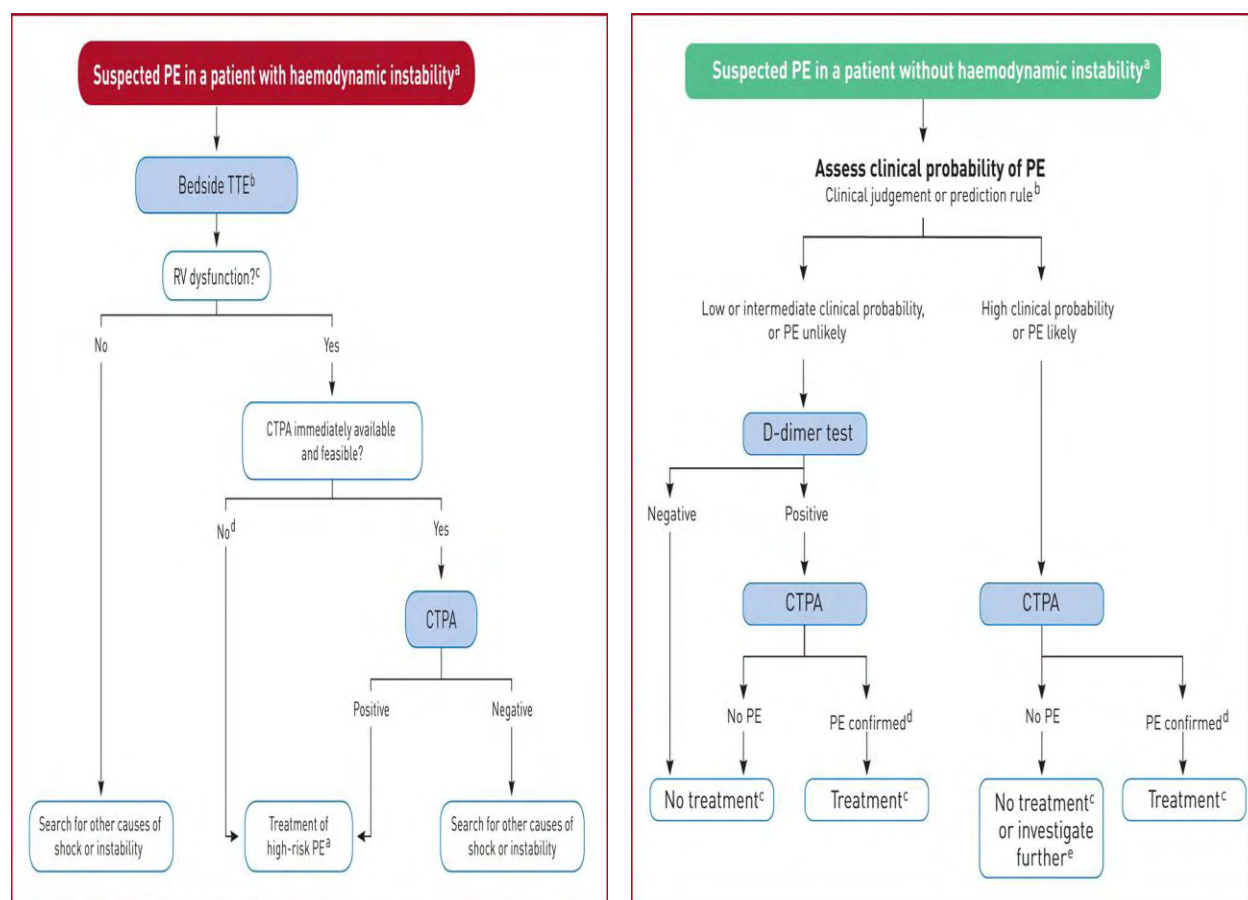 Suspected PE in a patient with haemodynamic instabilityᵃ
Bedside TTEᵇ
RV dysfunction?ᶜ
No
Yes
CTPA immediately available
and feasible?
Noᵈ
Yes
CTPA
Positive
Negative
Search for other causes of
shock or instability
Treatment of
high-risk PEᵃ
Search for other causes of
shock or instability
Suspected PE in a patient without haemodynamic instabilityᵃ
Assess clinical probability of PE
Clinical judgement or prediction ruleᵇ
Low or intermediate clinical probability,
or PE unlikely
High clinical probability
or PE likely
D-dimer test
Negative
Positive
CTPA
CTPA
No PE
PE confirmedᵈ
No PE
PE confirmedᵈ
No treatmentᶜ
Treatmentᶜ
No treatmentᶜ
or investigate
furtherᵉ
Treatmentᶜ